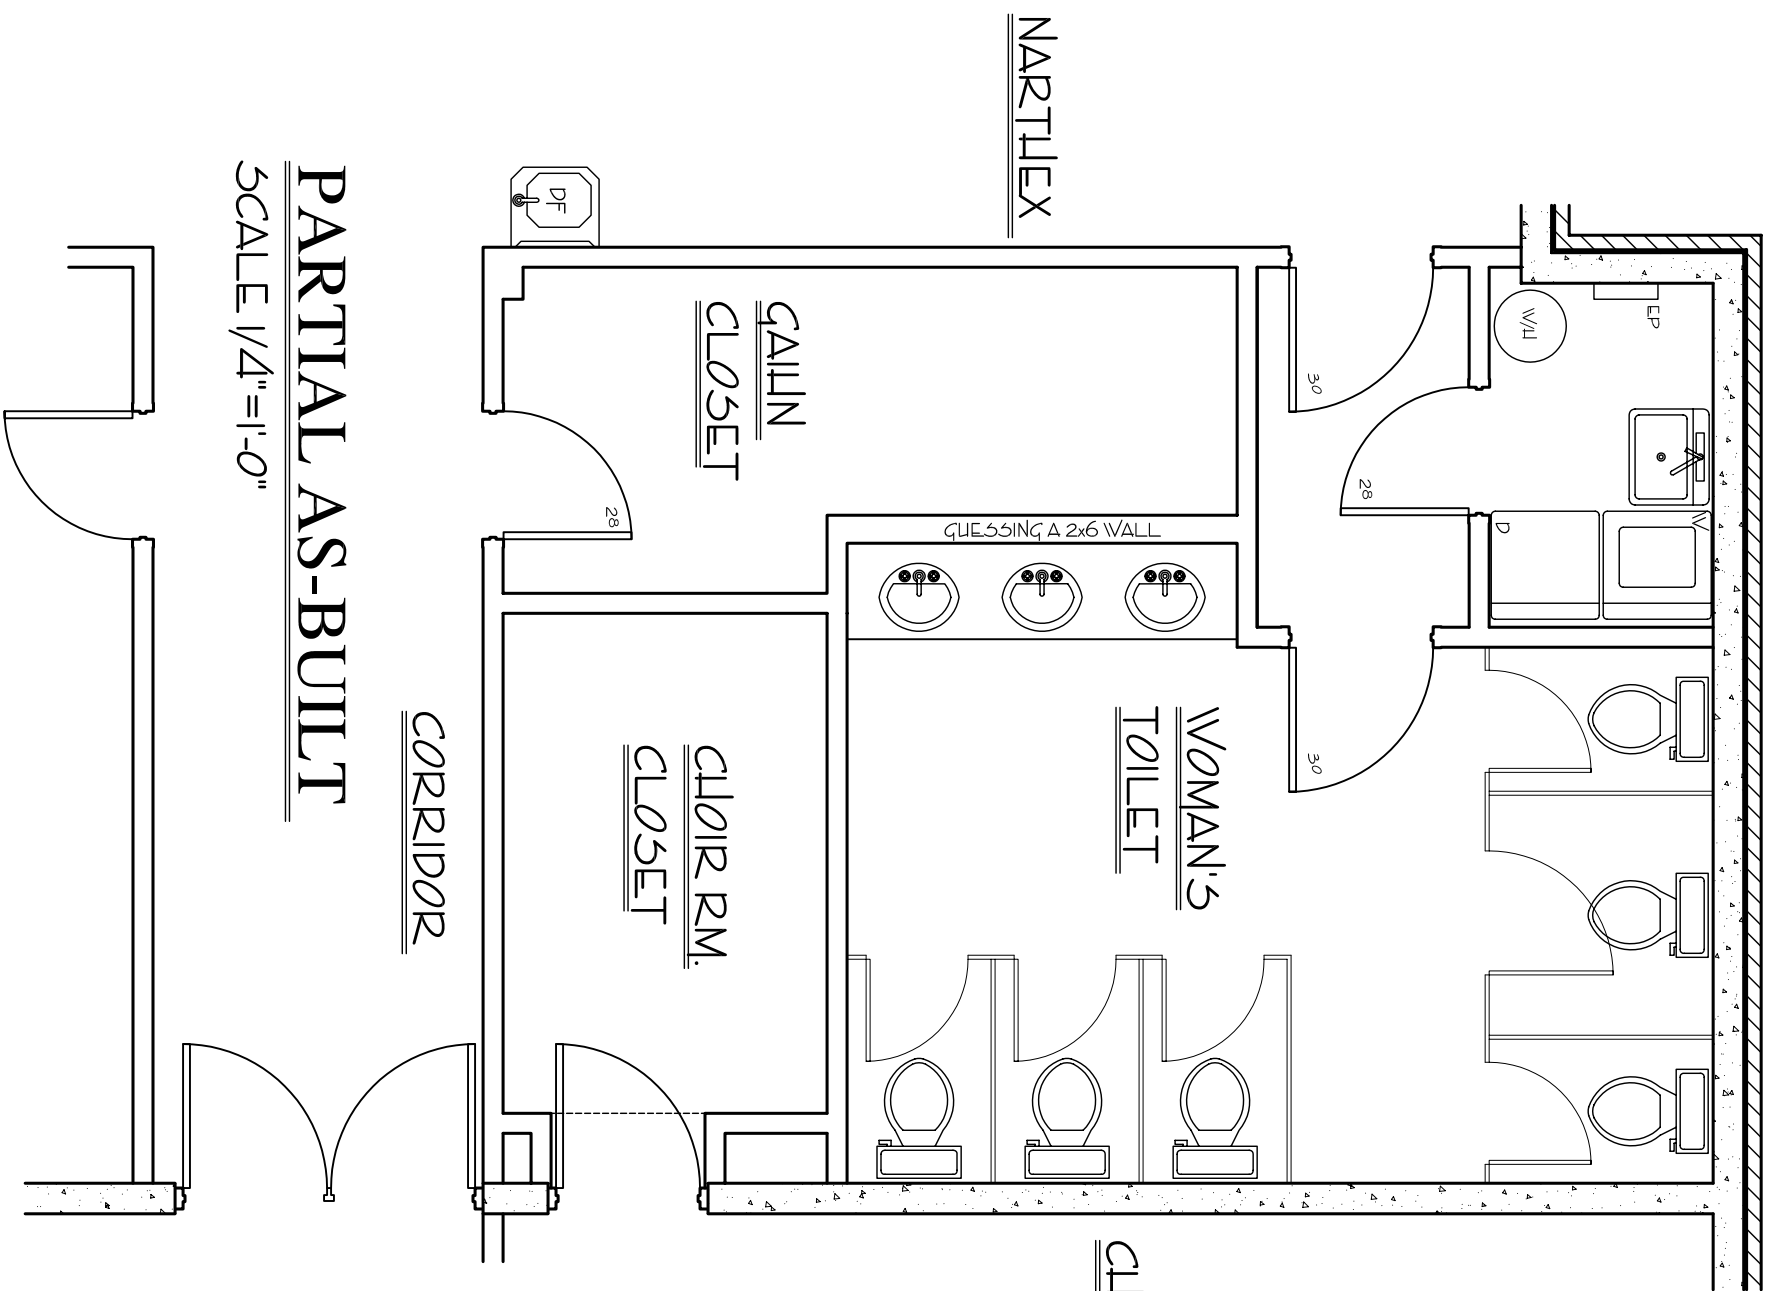 NARTHEX
EP
W/H
DF
GAHN
CLOSET
30
28
28
W
D
GUESSING A 2x6 WALL
PARTIAL AS-BUILT
SCALE 1/4"=1'-0"
WOMAN'S
TOILET
30
CHOIR RM.
CLOSET
CORRIDOR